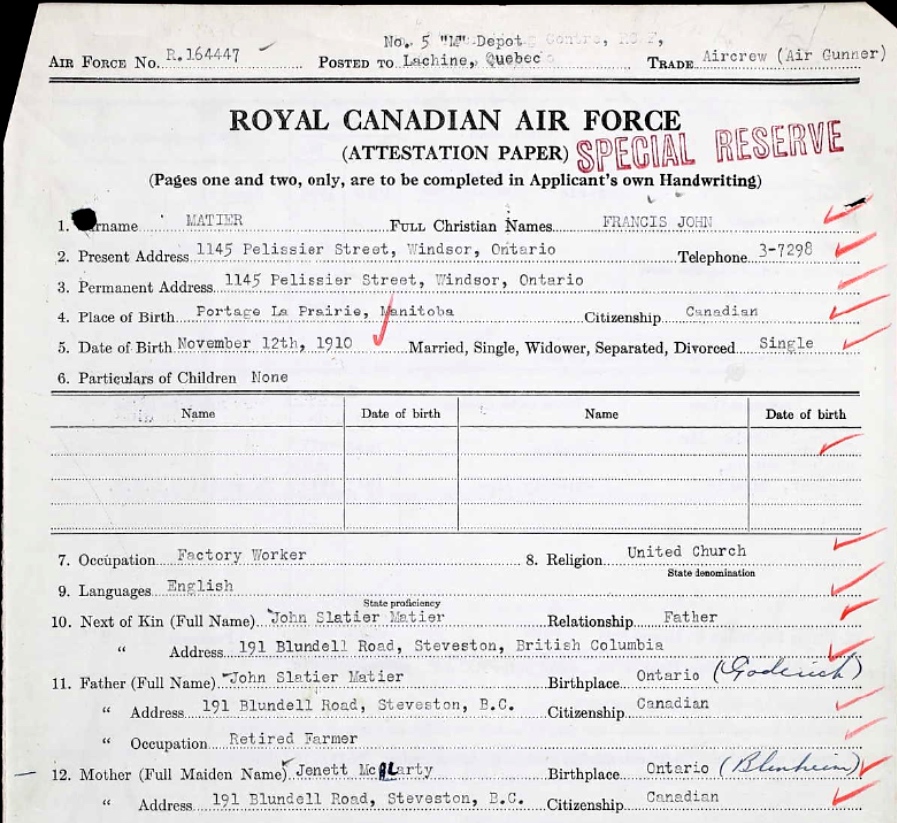 No. 5 "M" Depot
AIR FORCE No. R.164447 POSTED TO Lachine, Quebec TRADE Aircrew (Air Gunner)
ROYAL CANADIAN AIR FORCE
(ATTESTATION PAPER) SPECIAL RESERVE
(Pages one and two, only, are to be completed in Applicant's own Handwriting)
1. urname MATIER FULL Christian Names FRANCIS JOHN
2. Present Address 1145 Pelissier Street, Windsor, Ontario Telephone 3-7298
3. Permanent Address 1145 Pelissier Street, Windsor, Ontario
4. Place of Birth Portage La Prairie, Manitoba Citizenship Canadian
5. Date of Birth November 12th, 1910 Married, Single, Widower, Separated, Divorced Single
6. Particulars of Children None
Name Date of birth Name Date of birth
7. Occupation Factory Worker 8. Religion United Church
State denomination
9. Languages English
State proficiency
10. Next of Kin (Full Name) John Slatier Matier Relationship Father
" Address 191 Blundell Road, Steveston, British Columbia
11. Father (Full Name) John Slatier Matier Birthplace Ontario (Goderich)
" Address 191 Blundell Road, Steveston, B.C. Citizenship Canadian
" Occupation Retired Farmer
12. Mother (Full Maiden Name) Jenett Birthplace Ontario (Blenheim)
" Address 191 Blundell Road, Steveston, B.C. Citizenship Canadian